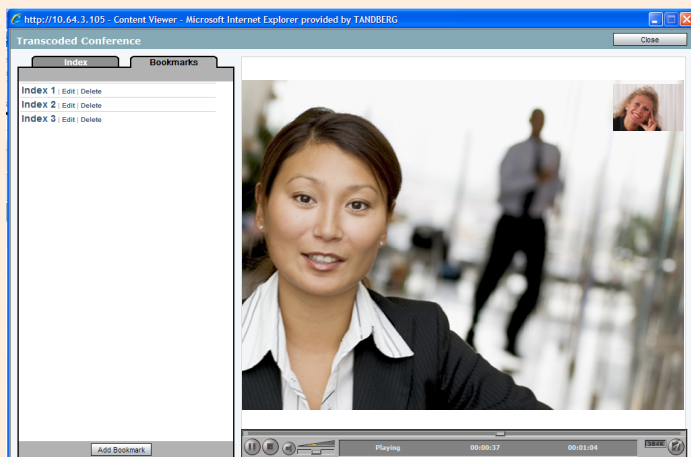 http://10.64.3.105 - Content Viewer - Microsoft Internet Explorer provided by TANDBERG
Transcoded Conference
Close
Index
Bookmarks
Index 1 | Edit | Delete
Index 2 | Edit | Delete
Index 3 | Edit | Delete
Add Bookmark
Playing
00:00:37
00:01:04
384K